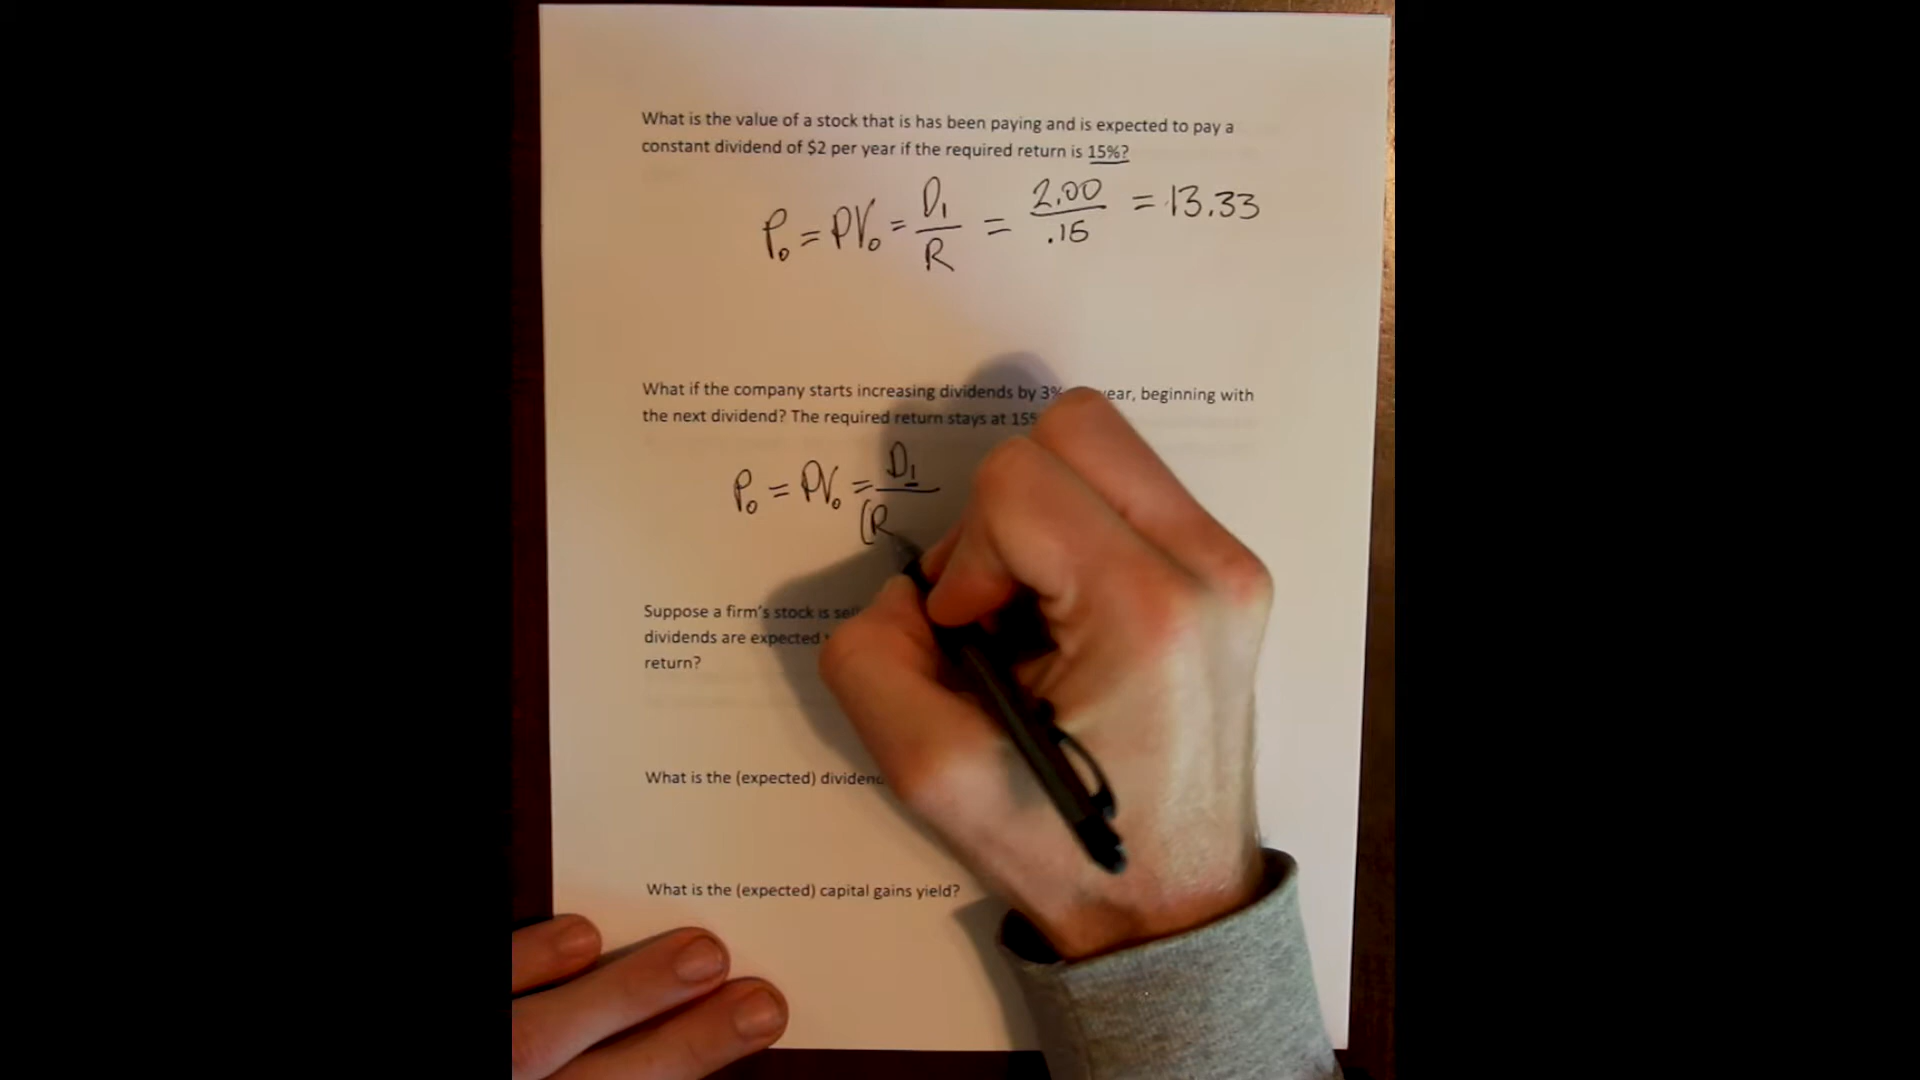 What is the value of a stock that is has been paying and is expected to pay a
constant dividend of $2 per year if the required return is 15%?
P₀ = PV₀ = D₁/R = 2.00/.15 = 13.33
What if the company starts increasing dividends by 3% year, beginning with
the next dividend? The required return stays at 15%
P₀ = PV₀ = D₁/(R
Suppose a firm's stock is
dividends are expected
return?
What is the (expected) dividend
What is the (expected) capital gains yield?